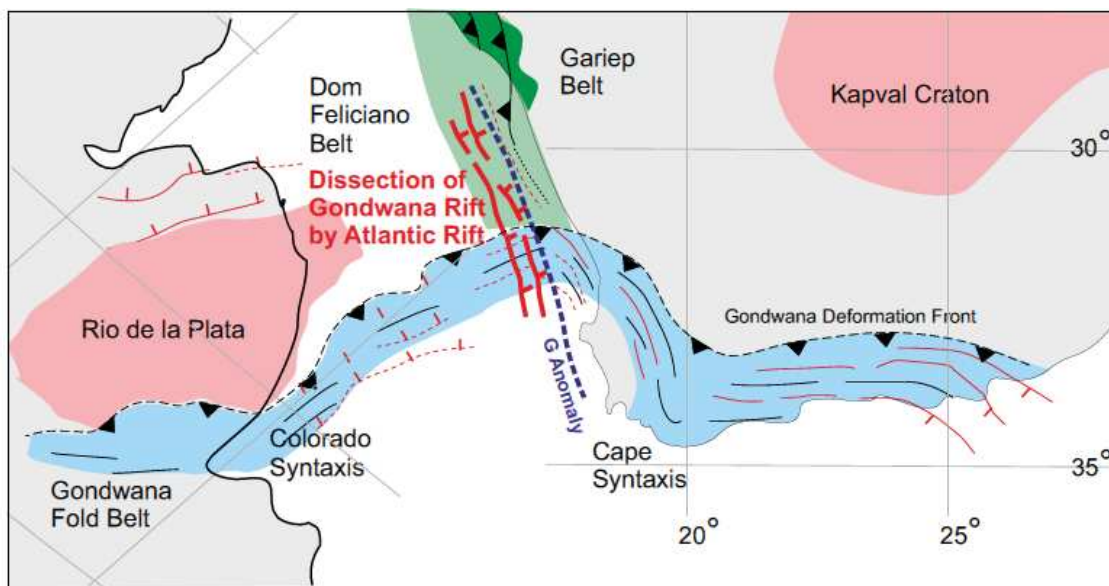 Gariep
Belt
Kapval Craton
Dom
Feliciano
Belt
30°
Dissection of
Gondwana Rift
by Atlantic Rift
Rio de la Plata
Gondwana Deformation Front
G Anomaly
Colorado
Syntaxis
Cape
Syntaxis
35°
Gondwana
Fold Belt
20°
25°